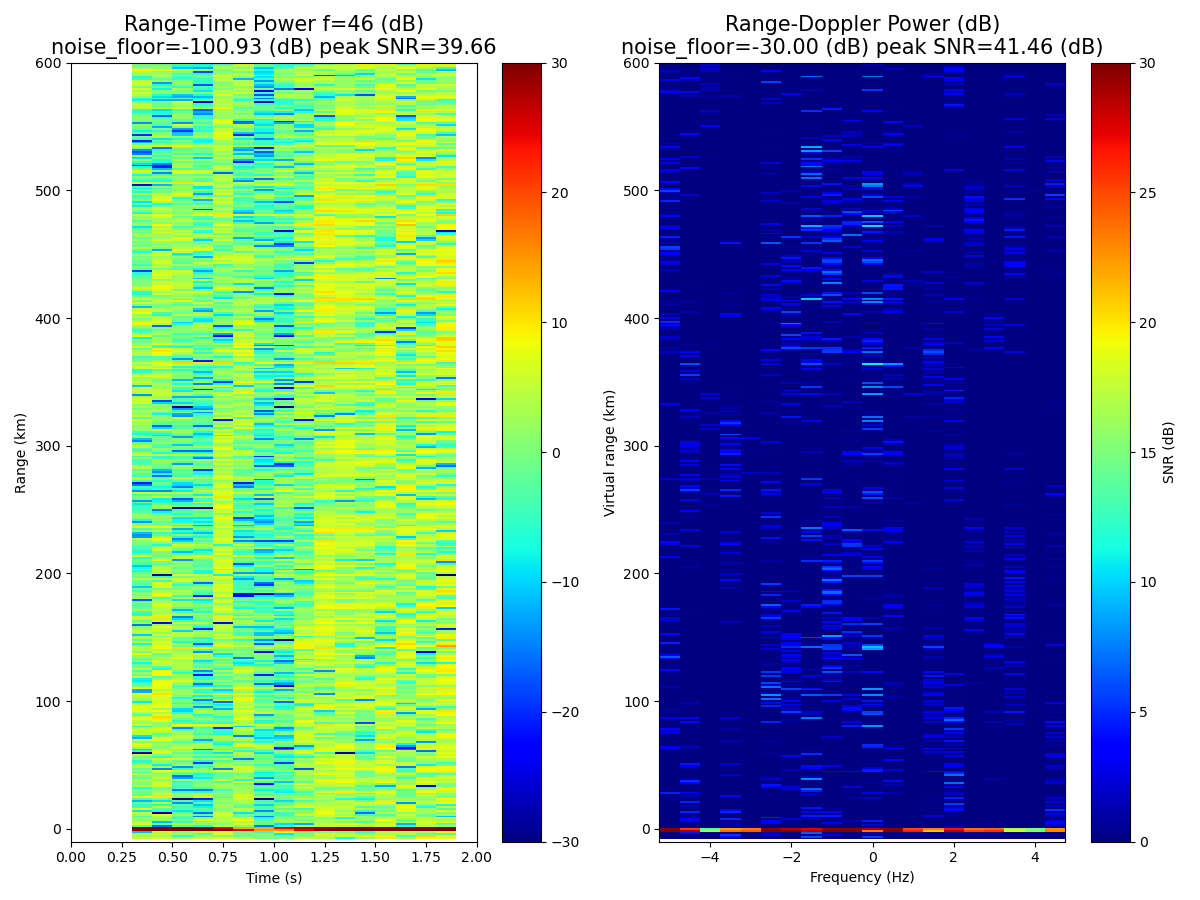 Range-Time Power f=46 (dB)
noise_floor=-100.93 (dB) peak SNR=39.66
Range (km)
600
500
400
300
200
100
0
0.00 0.25 0.50 0.75 1.00 1.25 1.50 1.75 2.00
Time (s)
30
20
10
0
−10
−20
−30
Range-Doppler Power (dB)
noise_floor=-30.00 (dB) peak SNR=41.46 (dB)
Virtual range (km)
600
500
400
300
200
100
0
−4 −2 0 2 4
Frequency (Hz)
30
25
20
15
10
5
0
SNR (dB)